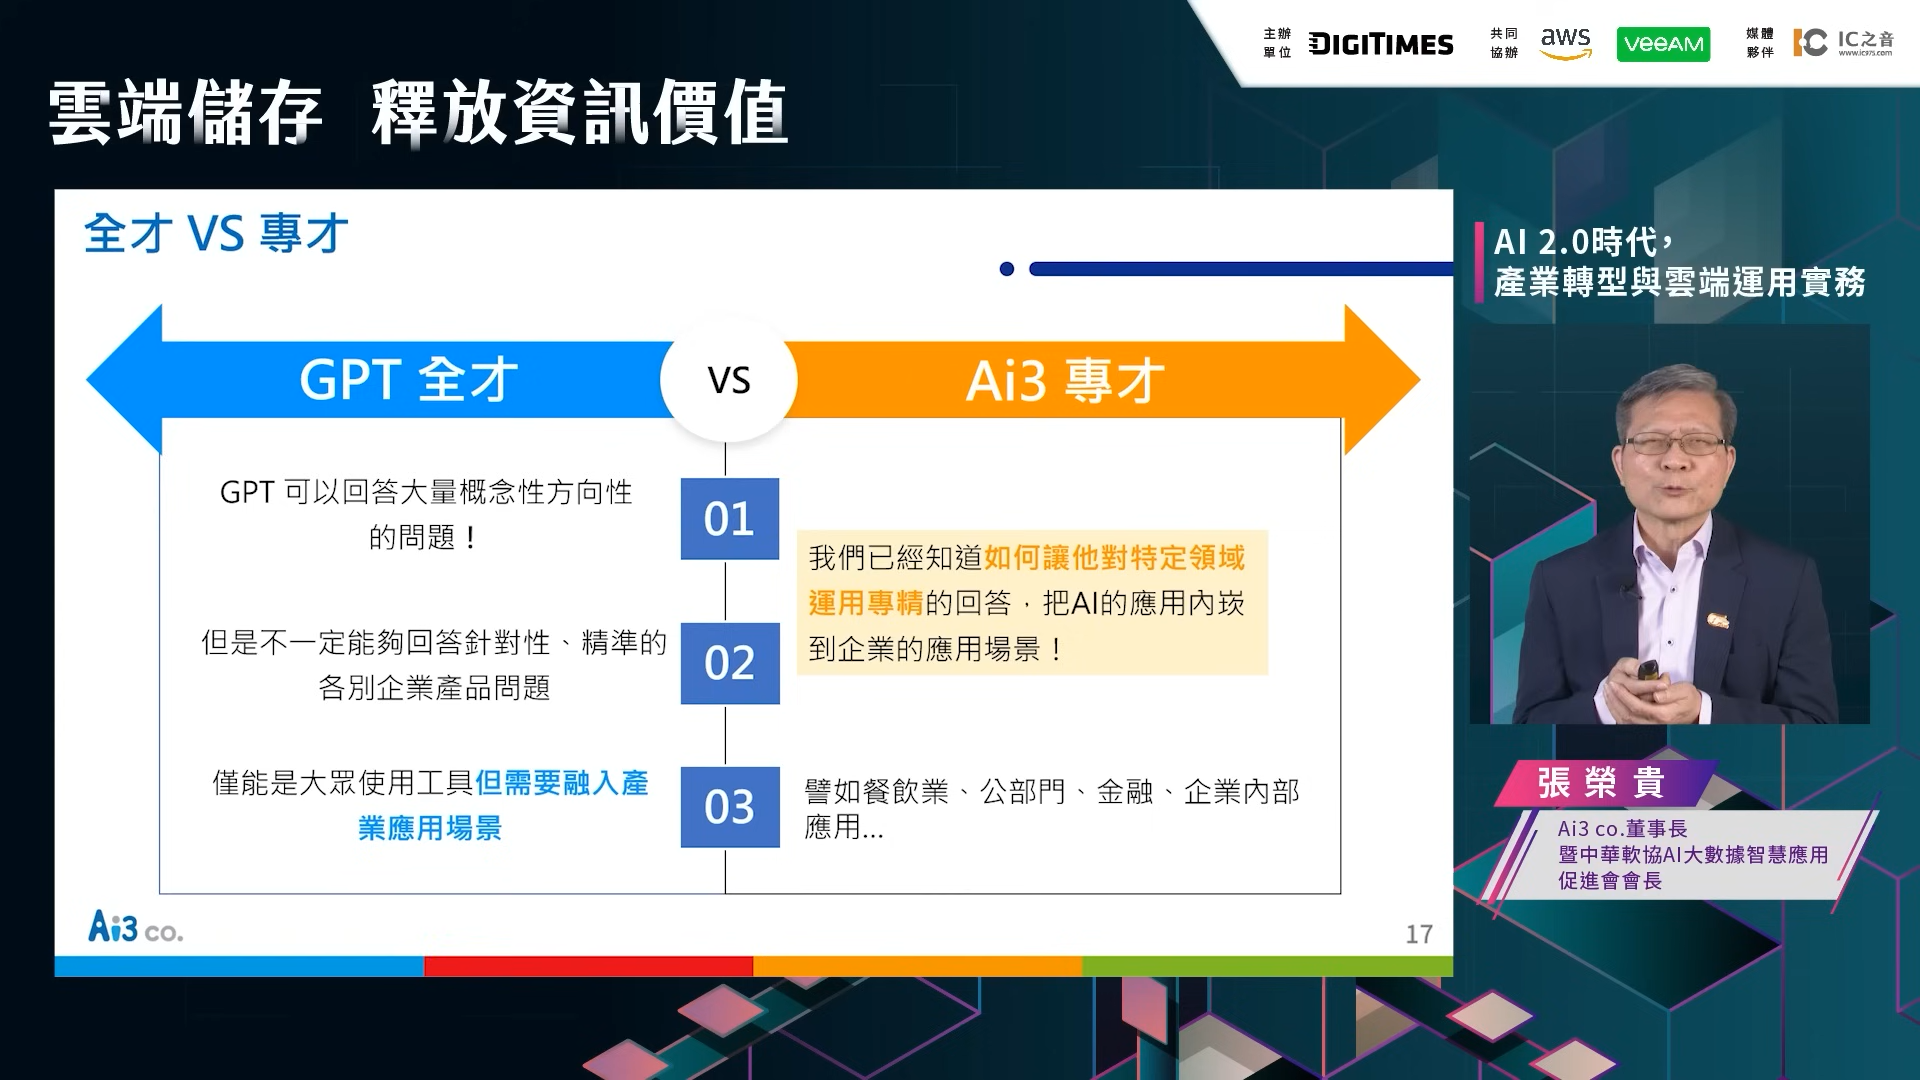 主辦
單位
DIGITIMES
共同
協辦
aws
veeAM
媒體
夥伴
IC之音
www.ic975.com
雲端儲存 釋放資訊價值
全才 VS 專才
GPT 全才
VS
Ai3 專才
GPT 可以回答大量概念性方向性
的問題！
01
但是不一定能夠回答針對性、精準的
各別企業產品問題
02
僅能是大眾使用工具但需要融入產
業應用場景
03
我們已經知道如何讓他對特定領域
運用專精的回答，把AI的應用內崁
到企業的應用場景！
譬如餐飲業、公部門、金融、企業內部
應用...
Ai3 co.
17
AI 2.0時代，
產業轉型與雲端運用實務
張榮貴
Ai3 co.董事長
暨中華軟協AI大數據智慧應用
促進會會長